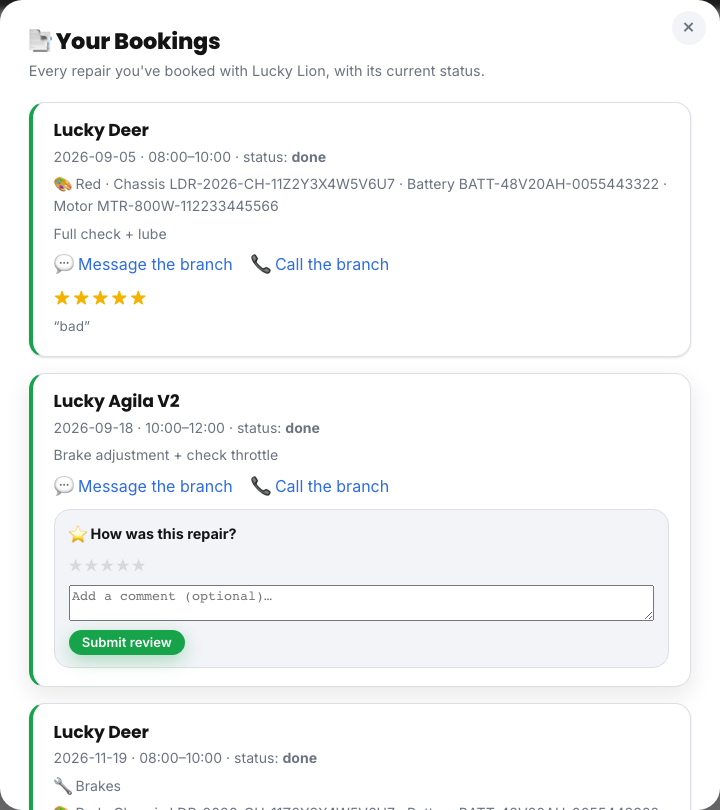 Your Bookings
Every repair you've booked with Lucky Lion, with its current status.
Lucky Deer
2026-09-05 · 08:00–10:00 · status: done
🎨 Red · Chassis LDR-2026-CH-11Z2Y3X4W5V6U7 · Battery BATT-48V20AH-0055443322 ·
Motor MTR-800W-112233445566
Full check + lube
💬 Message the branch 📞 Call the branch
★★★★★
“bad”
Lucky Agila V2
2026-09-18 · 10:00–12:00 · status: done
Brake adjustment + check throttle
💬 Message the branch 📞 Call the branch
⭐ How was this repair?
★★★★★
Add a comment (optional)…
Submit review
Lucky Deer
2026-11-19 · 08:00–10:00 · status: done
🔧 Brakes